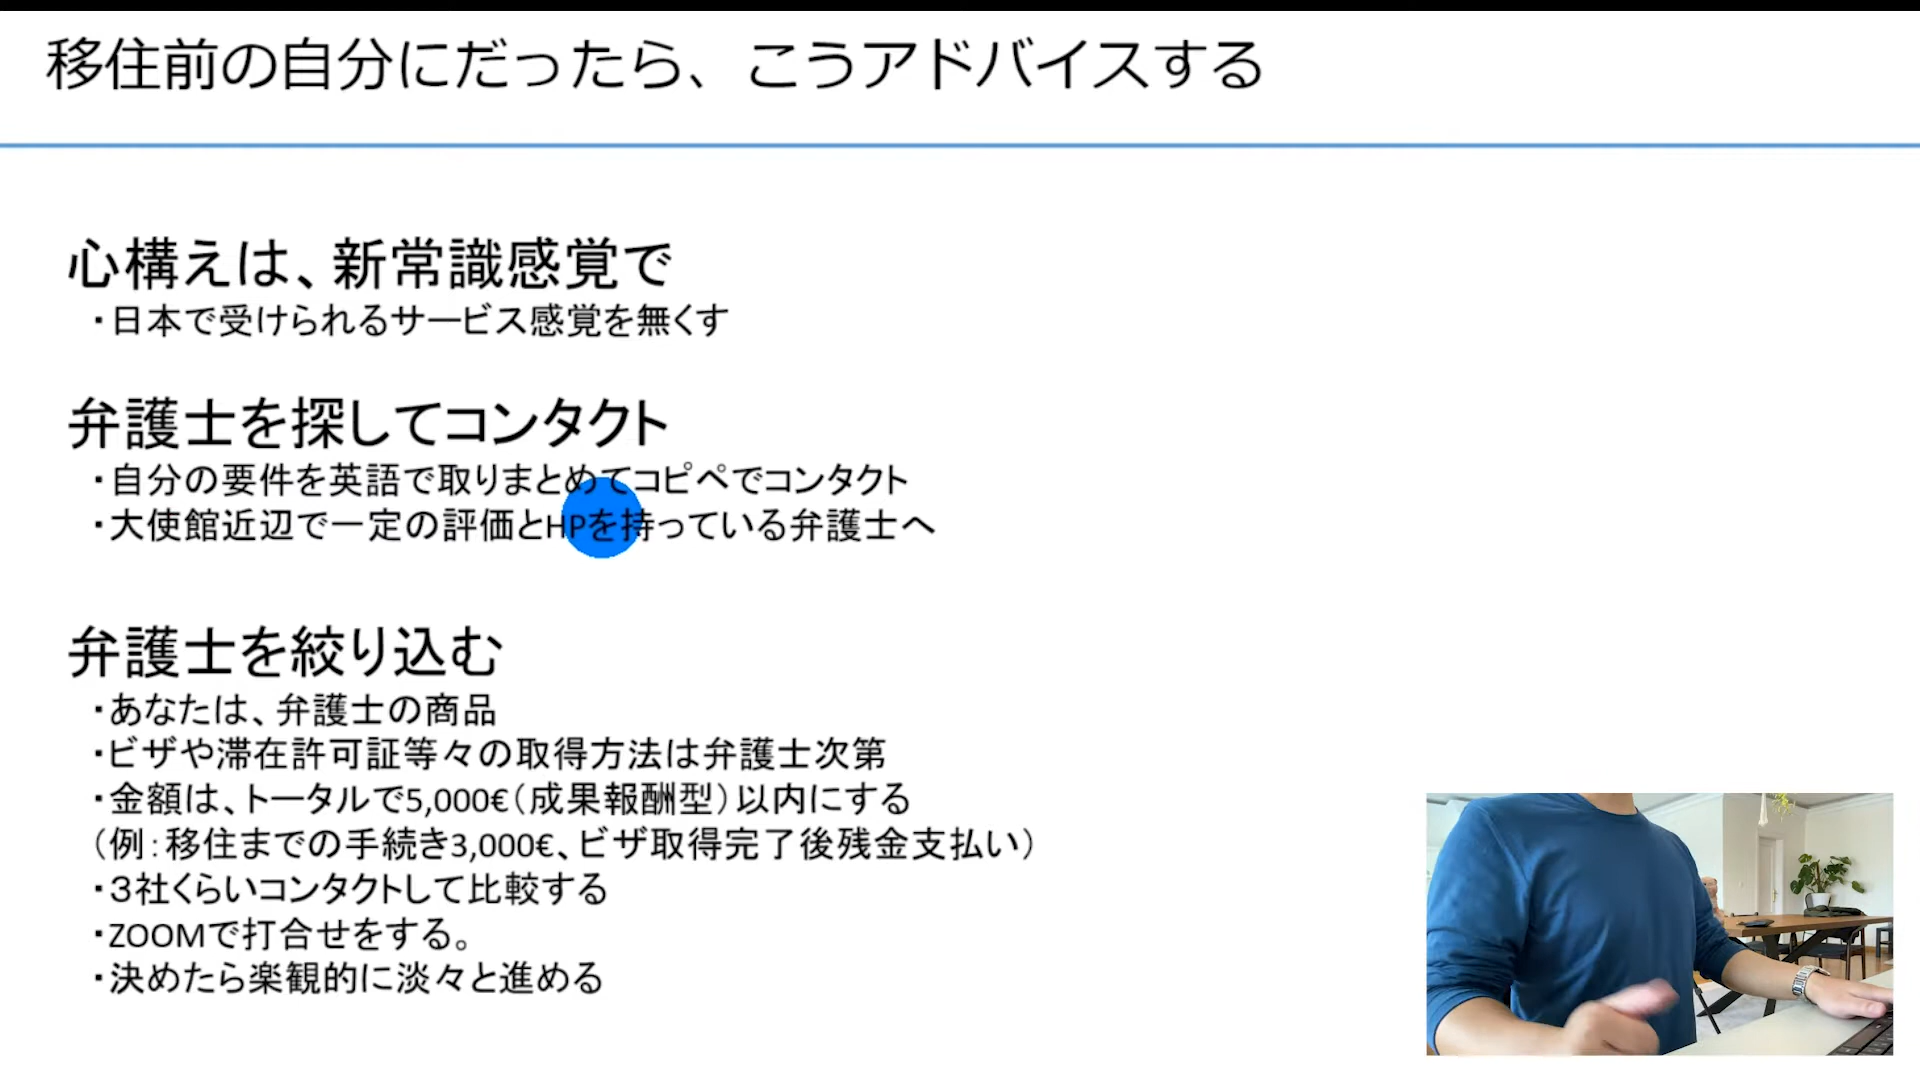 移住前の自分にだったら、こうアドバイスする
心構えは、新常識感覚で
・日本で受けられるサービス感覚を無くす
弁護士を探してコンタクト
・自分の要件を英語で取りまとめてコピペでコンタクト
・大使館近辺で一定の評価とHPを持っている弁護士へ
弁護士を絞り込む
・あなたは、弁護士の商品
・ビザや滞在許可証等々の取得方法は弁護士次第
・金額は、トータルで5,000€（成果報酬型）以内にする
（例：移住までの手続き3,000€、ビザ取得完了後残金支払い）
・３社くらいコンタクトして比較する
・ZOOMで打合せをする。
・決めたら楽観的に淡々と進める